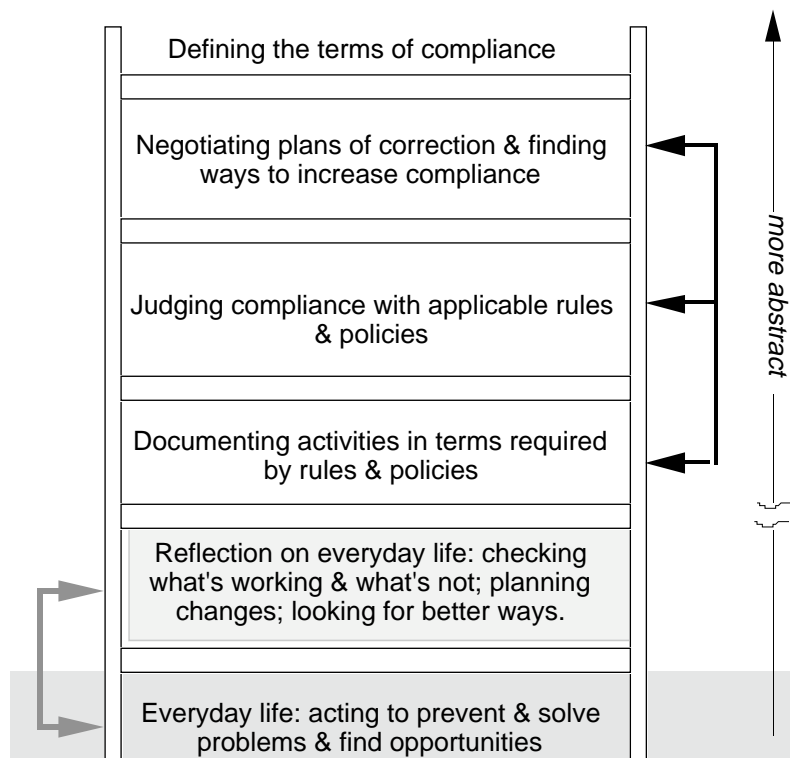 Defining the terms of compliance
Negotiating plans of correction & finding
ways to increase compliance
Judging compliance with applicable rules
& policies
Documenting activities in terms required
by rules & policies
Reflection on everyday life: checking
what's working & what's not; planning
changes; looking for better ways.
Everyday life: acting to prevent & solve
problems & find opportunities
more abstract